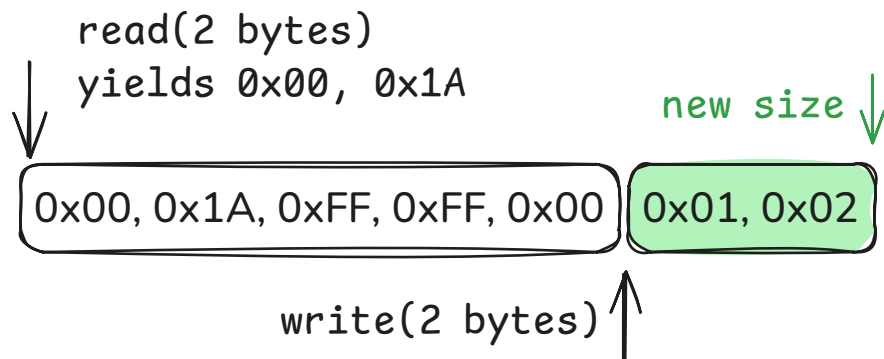 read(2 bytes)
yields 0x00, 0x1A
new size
0x00, 0x1A, 0xFF, 0xFF, 0x00
0x01, 0x02
write(2 bytes)